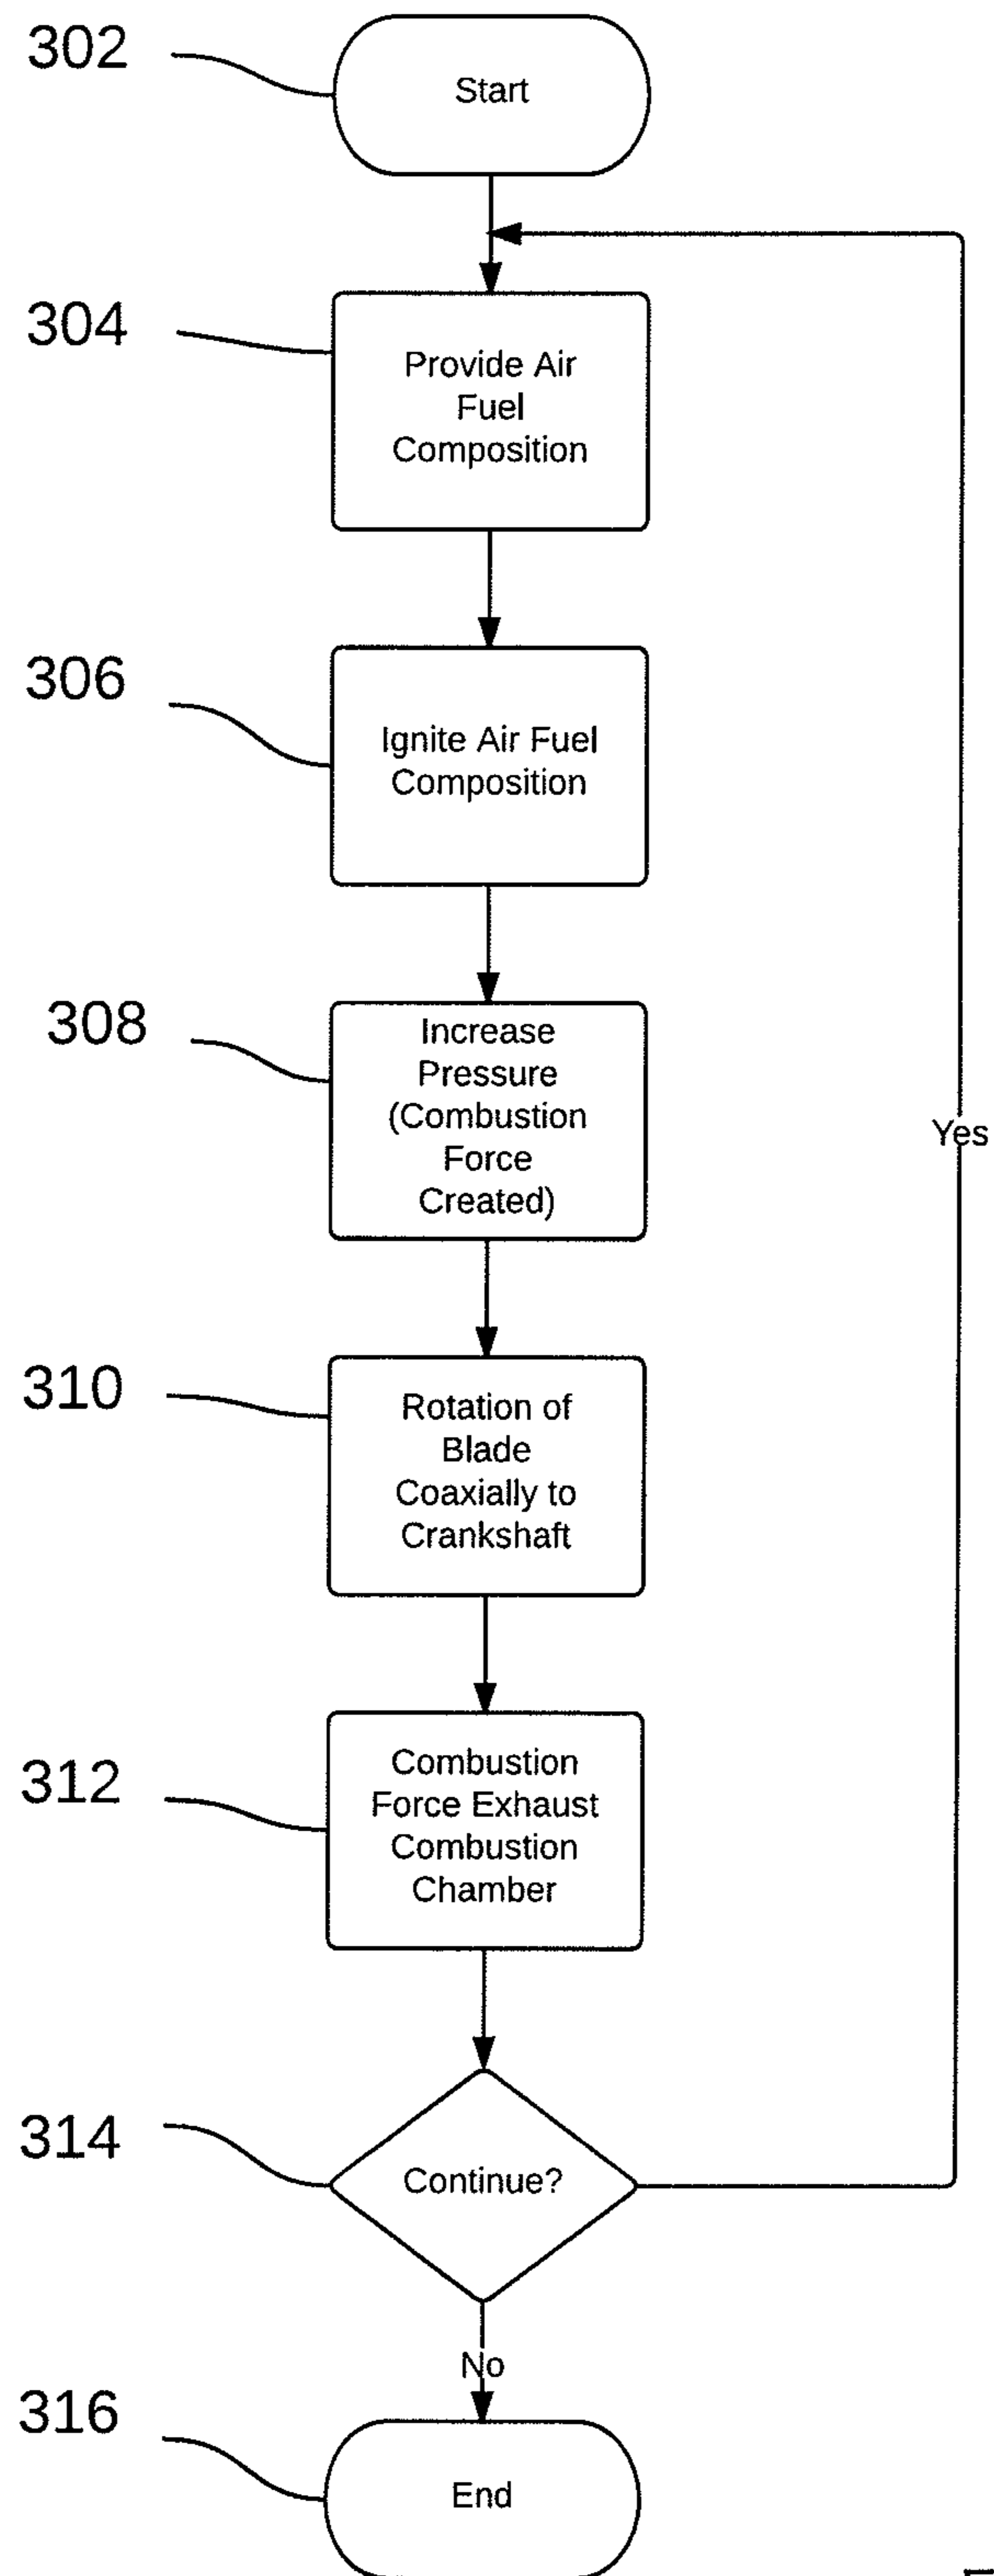 302
Start
304
Provide Air
Fuel
Composition
306
Ignite Air Fuel
Composition
308
Increase
Pressure
(Combustion
Force
Created)
Yes
310
Rotation of
Blade
Coaxially to
Crankshaft
312
Combustion
Force Exhaust
Combustion
Chamber
314
Continue?
No
316
End